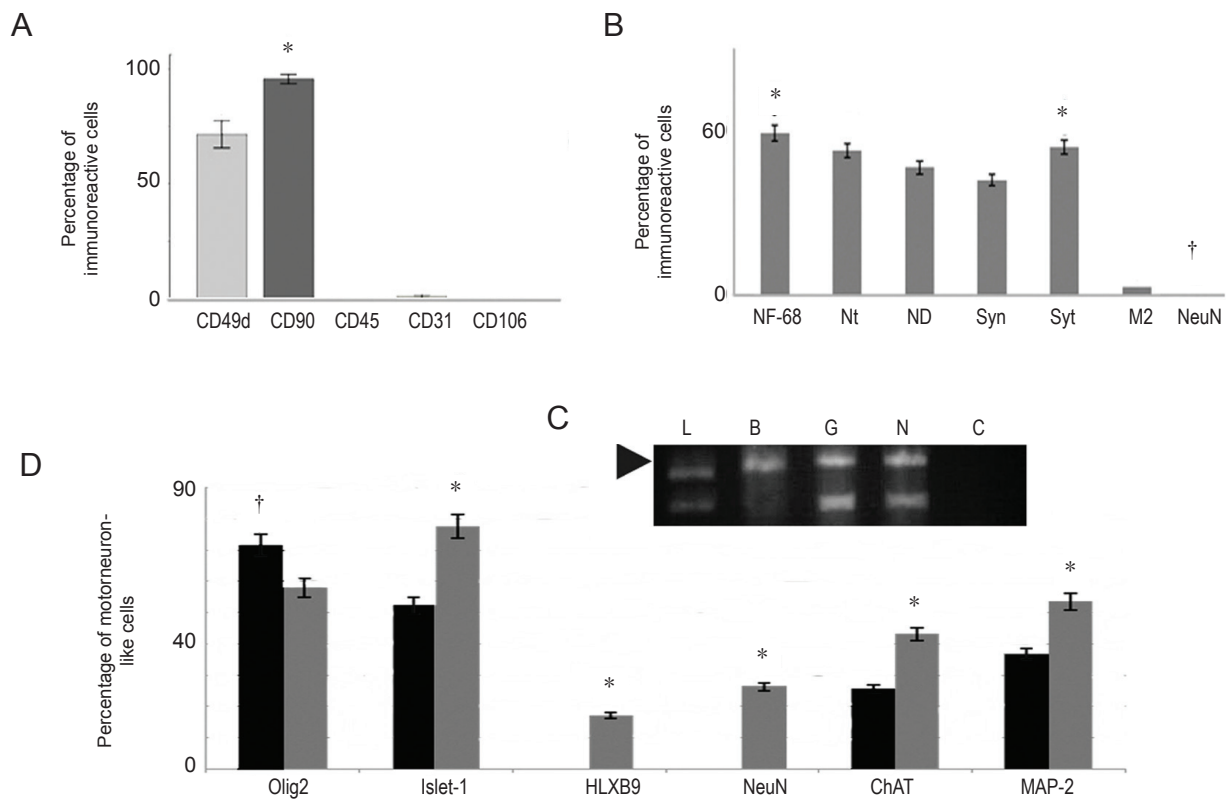 A
Percentage of
immunoreactive cells
100
50
0
*
CD49d CD90 CD45 CD31 CD106
B
Percentage of
immunoreactive cells
60
0
* * †
NF-68 Nt ND Syn Syt M2 NeuN
C
L B G N C
D
Percentage of motorneuron-
like cells
90
40
0
† * * * * *
Olig2 Islet-1 HLXB9 NeuN ChAT MAP-2